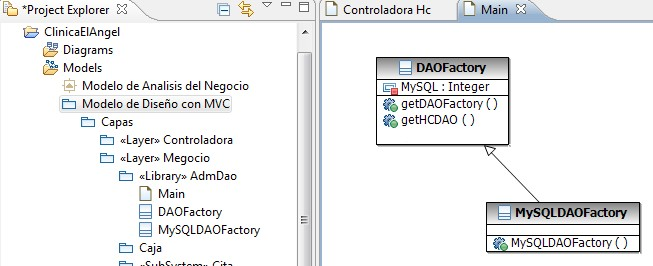 *Project Explorer
ClinicaElAngel
Diagrams
Models
Modelo de Analisis del Negocio
Modelo de Diseño con MVC
Capas
«Layer» Controladora
«Layer» Megocio
«Library» AdmDao
Main
DAOFactory
MySQLDAOFactory
Caja
«SubSystem» Cita
Controladora Hc
Main
DAOFactory
MySQL : Integer
getDAOFactory ( )
getHCDAO ( )
MySQLDAOFactory
MySQLDAOFactory ( )